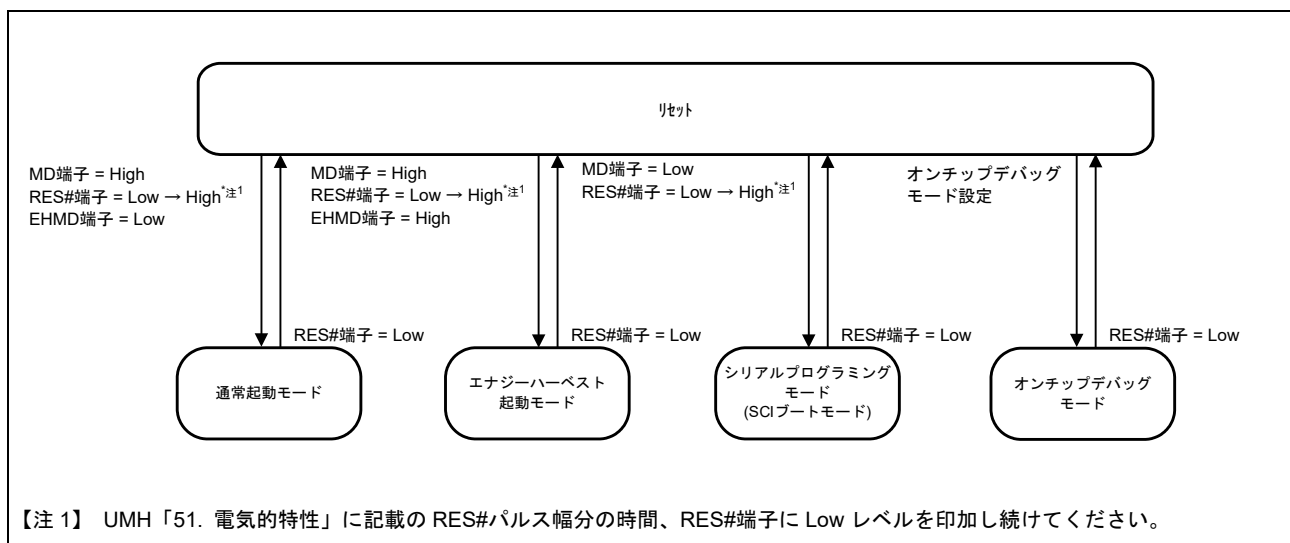 リセット
MD端子 = High
RES#端子 = Low → High*注1
EHMD端子 = Low
MD端子 = High
RES#端子 = Low → High*注1
EHMD端子 = High
MD端子 = Low
RES#端子 = Low → High*注1
オンチップデバッグ
モード設定
RES#端子 = Low
RES#端子 = Low
RES#端子 = Low
RES#端子 = Low
通常起動モード
エナジーハーベスト
起動モード
シリアルプログラミング
モード
(SCIブートモード)
オンチップデバッグ
モード
【注 1】 UMH「51. 電気的特性」に記載の RES#パルス幅分の時間、RES#端子に Low レベルを印加し続けてください。